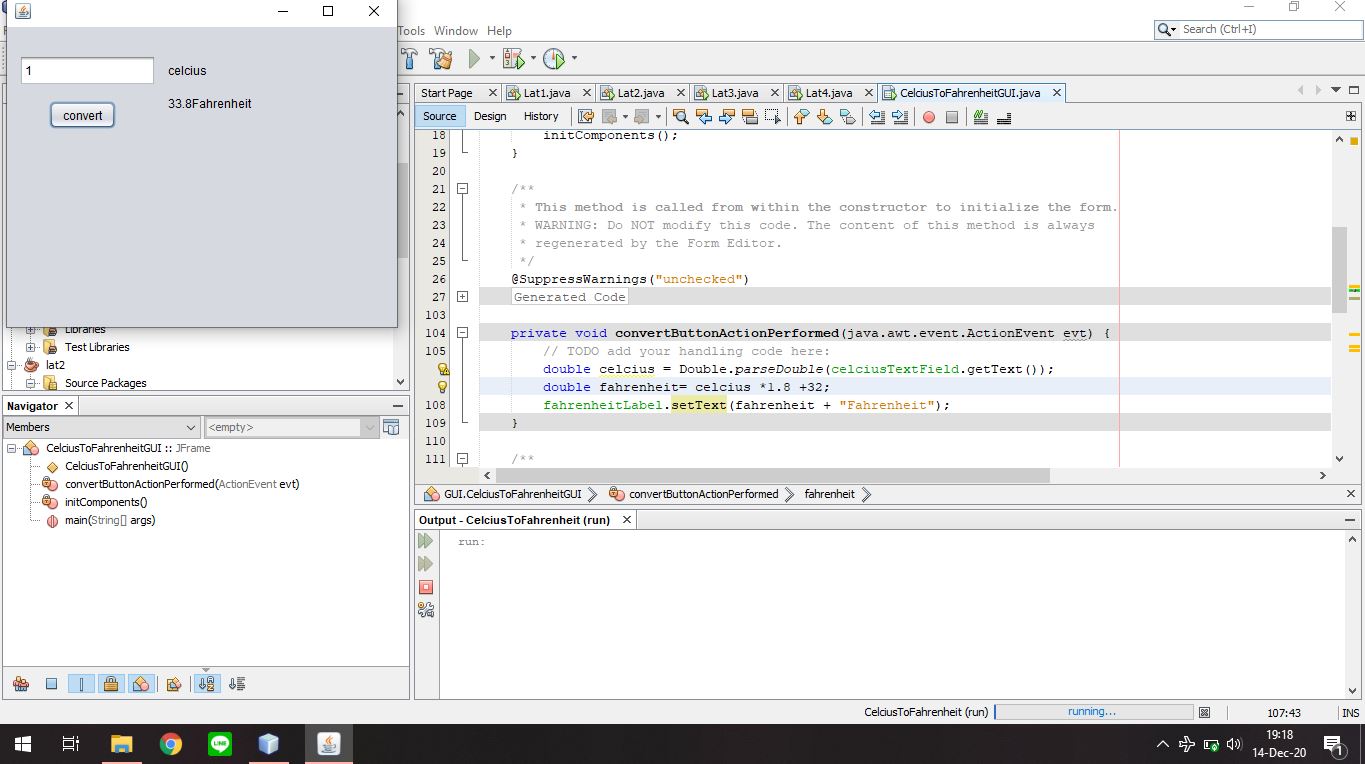 1
celcius
33.8Fahrenheit
convert
Tools Window Help
Search (Ctrl+I)
Start Page
Lat1.java
Lat2.java
Lat3.java
Lat4.java
CelciusToFahrenheitGUI.java
Source Design History
18 initComponents();
19 }
20
21 /**
22 * This method is called from within the constructor to initialize the form.
23 * WARNING: Do NOT modify this code. The content of this method is always
24 * regenerated by the Form Editor.
25 */
26 @SuppressWarnings("unchecked")
27 Generated Code
103
104 private void convertButtonActionPerformed(java.awt.event.ActionEvent evt) {
105 // TODO add your handling code here:
double celcius = Double.parseDouble(celciusTextField.getText());
double fahrenheit= celcius *1.8 +32;
108 fahrenheitLabel.setText(fahrenheit + "Fahrenheit");
109 }
110
111 /**
GUI.CelciusToFahrenheitGUI convertButtonActionPerformed fahrenheit
Libraries
Test Libraries
lat2
Source Packages
Navigator
Members
<empty>
CelciusToFahrenheitGUI :: JFrame
CelciusToFahrenheitGUI()
convertButtonActionPerformed(ActionEvent evt)
initComponents()
main(String[] args)
Output - CelciusToFahrenheit (run)
run:
CelciusToFahrenheit (run)
running...
107:43
INS
LINE
19:18
14-Dec-20
1